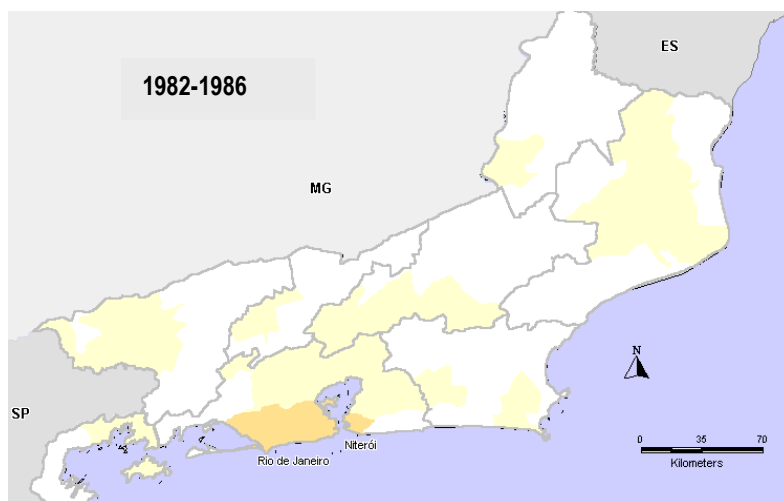 ES
1982-1986
MG
N
SP
Niterói
Rio de Janeiro
0 35 70
Kilometers